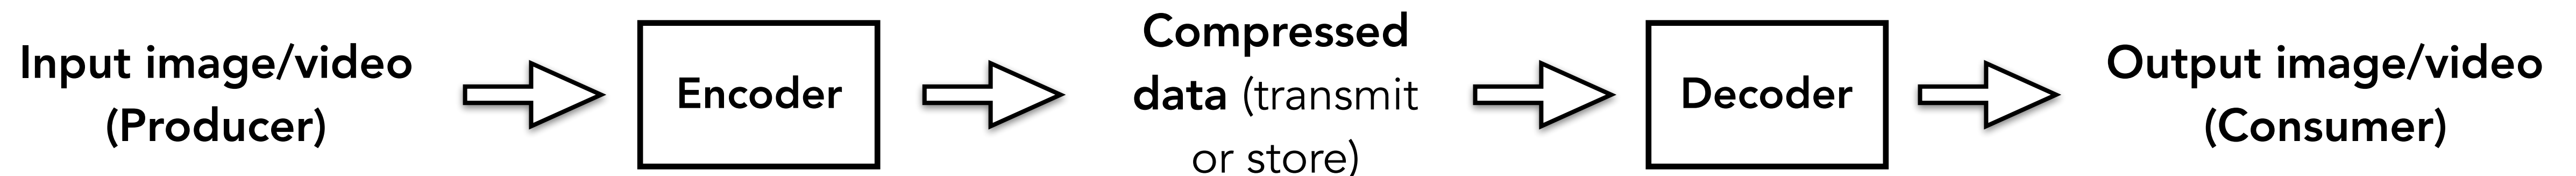 Input image/video
(Producer)
Encoder
Compressed
data (transmit
or store)
Decoder
Output image/video
(Consumer)